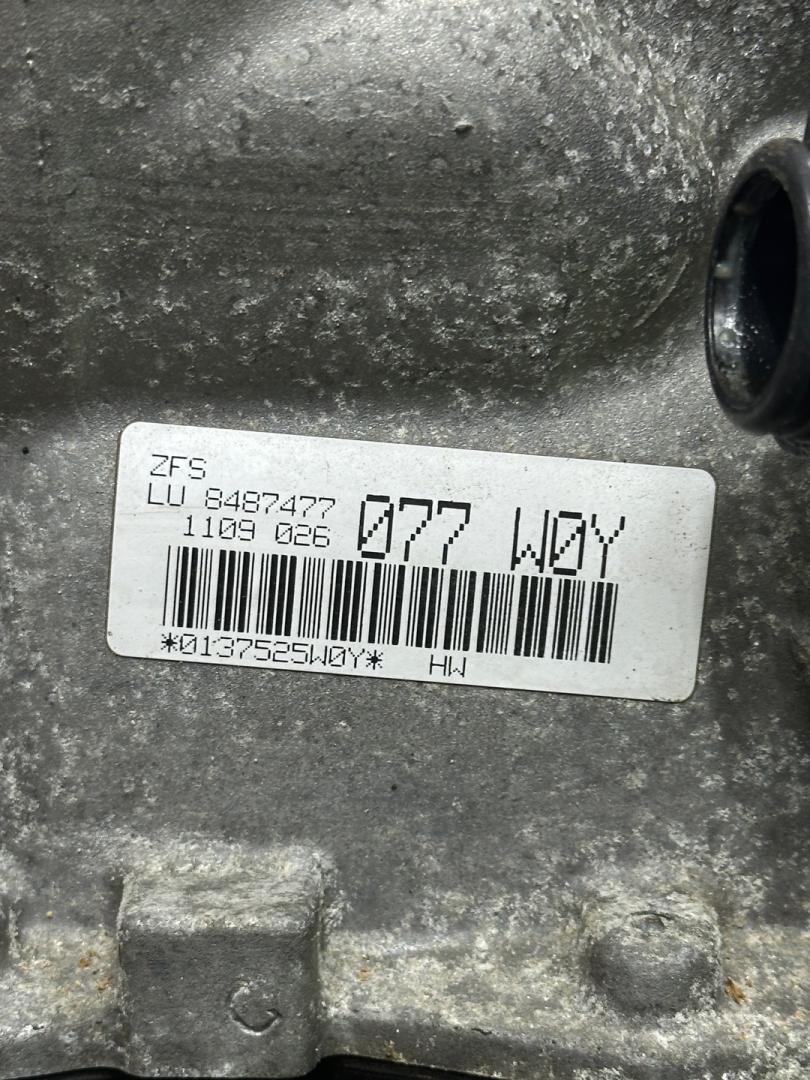 ZFS
LU 8487477
1109 026
077 W0Y
*0137525W0Y* HW
G